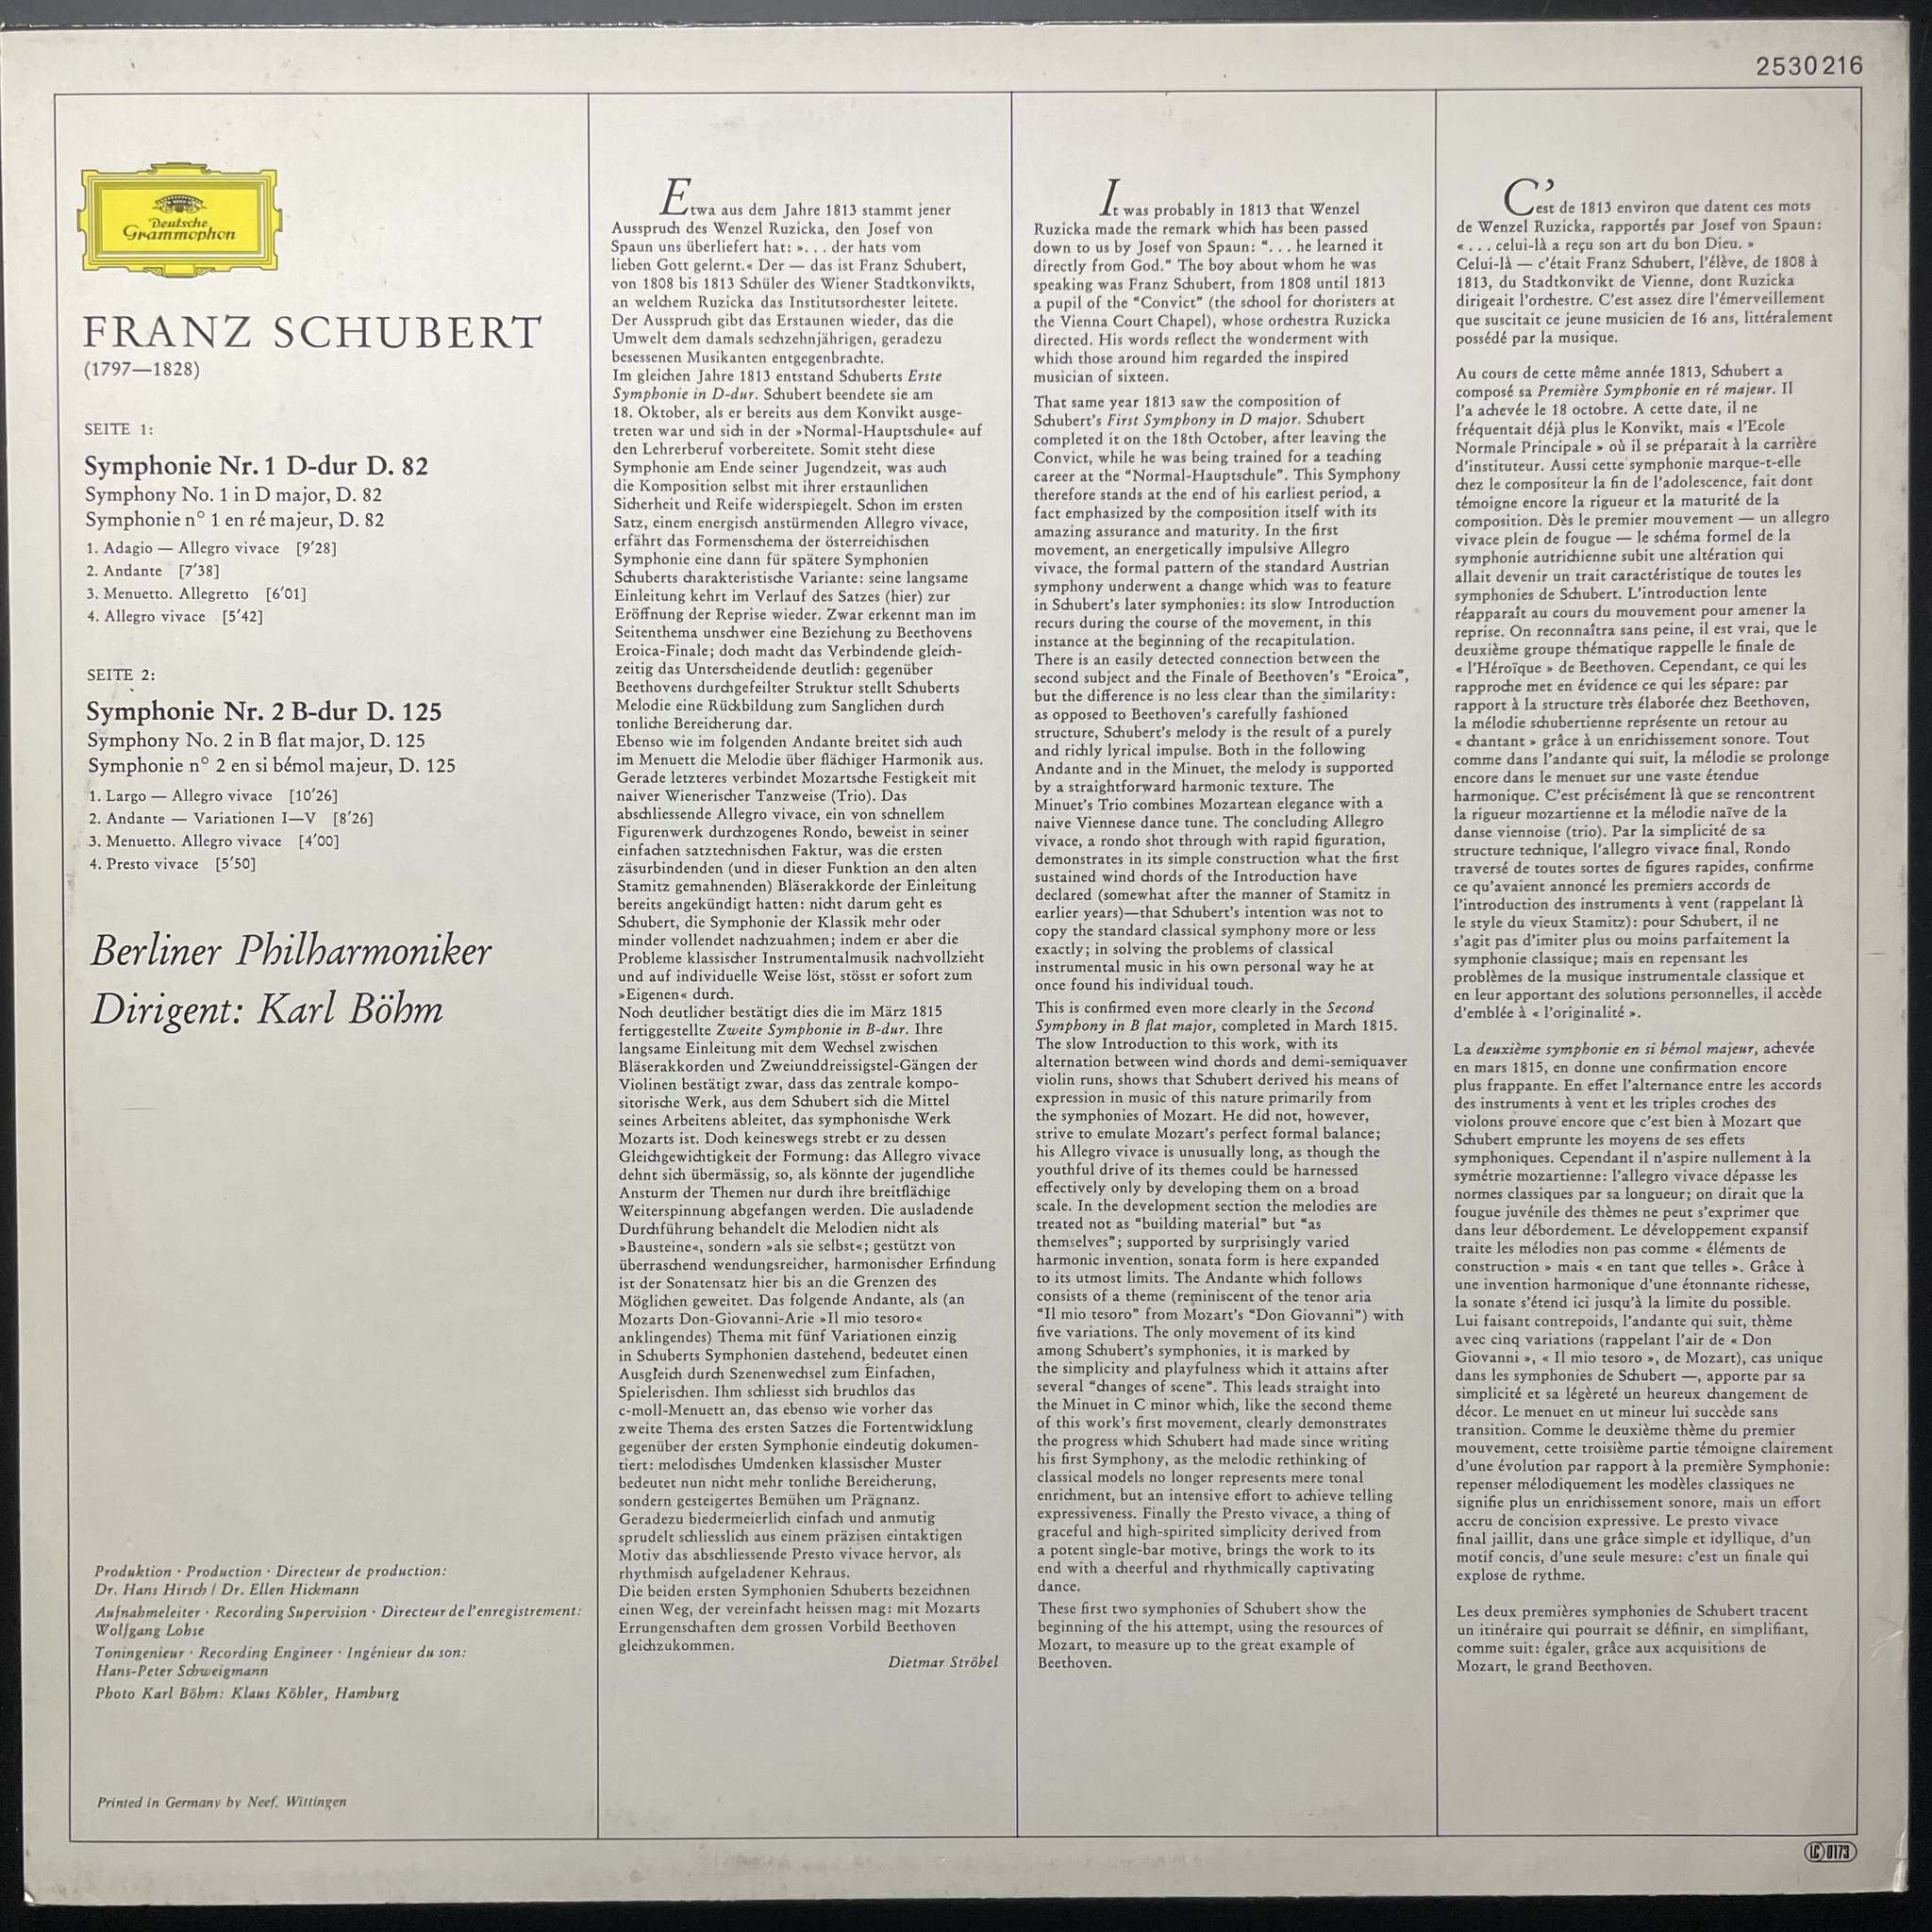 2530216
Deutsche
Grammophon
FRANZ SCHUBERT
(1797—1828)
SEITE 1:
Symphonie Nr. 1 D-dur D. 82
Symphony No. 1 in D major, D. 82
Symphonie n° 1 en ré majeur, D. 82
1. Adagio — Allegro vivace [9′28]
2. Andante [7′38]
3. Menuetto. Allegretto [6′01]
4. Allegro vivace [5′42]
SEITE 2:
Symphonie Nr. 2 B-dur D. 125
Symphony No. 2 in B flat major, D. 125
Symphonie n° 2 en si bémol majeur, D. 125
1. Largo — Allegro vivace [10′26]
2. Andante — Variationen I—V [8′26]
3. Menuetto. Allegro vivace [4′00]
4. Presto vivace [5′50]
Berliner Philharmoniker
Dirigent: Karl Böhm
Produktion · Production · Directeur de production:
Dr. Hans Hirsch / Dr. Ellen Hickmann
Aufnahmeleiter · Recording Supervision · Directeur de l'enregistrement:
Wolfgang Lohse
Toningenieur · Recording Engineer · Ingénieur du son:
Hans-Peter Schweigmann
Photo Karl Böhm: Klaus Köhler, Hamburg
Printed in Germany by Neef, Wittingen
Etwa aus dem Jahre 1813 stammt jener
Ausspruch des Wenzel Ruzicka, den Josef von
Spaun uns überliefert hat: ». . . der hats vom
lieben Gott gelernt.« Der — das ist Franz Schubert,
von 1808 bis 1813 Schüler des Wiener Stadtkonvikts,
an welchem Ruzicka das Institutsorchester leitete.
Der Ausspruch gibt das Erstaunen wieder, das die
Umwelt dem damals sechzehnjährigen, geradezu
besessenen Musikanten entgegenbrachte.
Im gleichen Jahre 1813 entstand Schuberts Erste
Symphonie in D-dur. Schubert beendete sie am
18. Oktober, als er bereits aus dem Konvikt ausge-
treten war und sich in der »Normal-Hauptschule« auf
den Lehrerberuf vorbereitete. Somit steht diese
Symphonie am Ende seiner Jugendzeit, was auch
die Komposition selbst mit ihrer erstaunlichen
Sicherheit und Reife widerspiegelt. Schon im ersten
Satz, einem energisch anstürmenden Allegro vivace,
erfährt das Formenschema der österreichischen
Symphonie eine dann für spätere Symphonien
Schuberts charakteristische Variante: seine langsame
Einleitung kehrt im Verlauf des Satzes (hier) zur
Eröffnung der Reprise wieder. Zwar erkennt man im
Seitenthema unschwer eine Beziehung zu Beethovens
Eroica-Finale; doch macht das Verbindende gleich-
zeitig das Unterscheidende deutlich: gegenüber
Beethovens durchgefeilter Struktur stellt Schuberts
Melodie eine Rückbildung zum Sanglichen durch
tonliche Bereicherung dar.
Ebenso wie im folgenden Andante breitet sich auch
im Menuett die Melodie über flächiger Harmonik aus.
Gerade letzteres verbindet Mozartsche Festigkeit mit
naiver Wienerischer Tanzweise (Trio). Das
abschliessende Allegro vivace, ein von schnellem
Figurenwerk durchzogenes Rondo, beweist in seiner
einfachen satztechnischen Faktur, was die ersten
zäsurbindenden (und in dieser Funktion an den alten
Stamitz gemahnenden) Bläserakkorde der Einleitung
bereits angekündigt hatten: nicht darum geht es
Schubert, die Symphonie der Klassik mehr oder
minder vollendet nachzuahmen; indem er aber die
Probleme klassischer Instrumentalmusik nachvollzieht
und auf individuelle Weise löst, stösst er sofort zum
»Eigenen« durch.
Noch deutlicher bestätigt dies die im März 1815
fertiggestellte Zweite Symphonie in B-dur. Ihre
langsame Einleitung mit dem Wechsel zwischen
Bläserakkorden und Zweiunddreissigstel-Gängen der
Violinen bestätigt zwar, dass das zentrale kompo-
sitorische Werk, aus dem Schubert sich die Mittel
seines Arbeitens ableitet, das symphonische Werk
Mozarts ist. Doch keineswegs strebt er zu dessen
Gleichgewichtigkeit der Formung: das Allegro vivace
dehnt sich übermässig, so, als könnte der jugendliche
Ansturm der Themen nur durch ihre breitflächige
Weiterspinnung abgefangen werden. Die ausladende
Durchführung behandelt die Melodien nicht als
»Bausteine«, sondern »als sie selbst«; gestützt von
überraschend wendungsreicher, harmonischer Erfindung
ist der Sonatensatz hier bis an die Grenzen des
Möglichen geweitet. Das folgende Andante, als (an
Mozarts Don-Giovanni-Arie »Il mio tesoro«
anklingendes) Thema mit fünf Variationen einzig
in Schuberts Symphonien dastehend, bedeutet einen
Ausgleich durch Szenenwechsel zum Einfachen,
Spielerischen. Ihm schliesst sich bruchlos das
c-moll-Menuett an, das ebenso wie vorher das
zweite Thema des ersten Satzes die Fortentwicklung
gegenüber der ersten Symphonie eindeutig dokumen-
tiert: melodisches Umdenken klassischer Muster
bedeutet nun nicht mehr tonliche Bereicherung,
sondern gesteigertes Bemühen um Prägnanz.
Geradezu biedermeierlich einfach und anmutig
sprudelt schliesslich aus einem präzisen eintaktigen
Motiv das abschliessende Presto vivace hervor, als
rhythmisch aufgeladener Kehraus.
Die beiden ersten Symphonien Schuberts bezeichnen
einen Weg, der vereinfacht heissen mag: mit Mozarts
Errungenschaften dem grossen Vorbild Beethoven
gleichzukommen.
Dietmar Ströbel
It was probably in 1813 that Wenzel
Ruzicka made the remark which has been passed
down to us by Josef von Spaun: “. . . he learned it
directly from God.” The boy about whom he was
speaking was Franz Schubert, from 1808 until 1813
a pupil of the “Convict” (the school for choristers at
the Vienna Court Chapel), whose orchestra Ruzicka
directed. His words reflect the wonderment with
which those around him regarded the inspired
musician of sixteen.
That same year 1813 saw the composition of
Schubert's First Symphony in D major. Schubert
completed it on the 18th October, after leaving the
Convict, while he was being trained for a teaching
career at the “Normal-Hauptschule”. This Symphony
therefore stands at the end of his earliest period, a
fact emphasized by the composition itself with its
amazing assurance and maturity. In the first
movement, an energetically impulsive Allegro
vivace, the formal pattern of the standard Austrian
symphony underwent a change which was to feature
in Schubert's later symphonies: its slow Introduction
recurs during the course of the movement, in this
instance at the beginning of the recapitulation.
There is an easily detected connection between the
second subject and the Finale of Beethoven's “Eroica”,
but the difference is no less clear than the similarity:
as opposed to Beethoven's carefully fashioned
structure, Schubert's melody is the result of a purely
and richly lyrical impulse. Both in the following
Andante and in the Minuet, the melody is supported
by a straightforward harmonic texture. The
Minuet's Trio combines Mozartean elegance with a
naive Viennese dance tune. The concluding Allegro
vivace, a rondo shot through with rapid figuration,
demonstrates in its simple construction what the first
sustained wind chords of the Introduction have
declared (somewhat after the manner of Stamitz in
earlier years)—that Schubert's intention was not to
copy the standard classical symphony more or less
exactly; in solving the problems of classical
instrumental music in his own personal way he at
once found his individual touch.
This is confirmed even more clearly in the Second
Symphony in B flat major, completed in March 1815.
The slow Introduction to this work, with its
alternation between wind chords and demi-semiquaver
violin runs, shows that Schubert derived his means of
expression in music of this nature primarily from
the symphonies of Mozart. He did not, however,
strive to emulate Mozart's perfect formal balance;
his Allegro vivace is unusually long, as though the
youthful drive of its themes could be harnessed
effectively only by developing them on a broad
scale. In the development section the melodies are
treated not as “building material” but “as
themselves”; supported by surprisingly varied
harmonic invention, sonata form is here expanded
to its utmost limits. The Andante which follows
consists of a theme (reminiscent of the tenor aria
“Il mio tesoro” from Mozart's “Don Giovanni”) with
five variations. The only movement of its kind
among Schubert's symphonies, it is marked by
the simplicity and playfulness which it attains after
several “changes of scene”. This leads straight into
the Minuet in C minor which, like the second theme
of this work's first movement, clearly demonstrates
the progress which Schubert had made since writing
his first Symphony, as the melodic rethinking of
classical models no longer represents mere tonal
enrichment, but an intensive effort to achieve telling
expressiveness. Finally the Presto vivace, a thing of
graceful and high-spirited simplicity derived from
a potent single-bar motive, brings the work to its
end with a cheerful and rhythmically captivating
dance.
These first two symphonies of Schubert show the
beginning of the his attempt, using the resources of
Mozart, to measure up to the great example of
Beethoven.
C'est de 1813 environ que datent ces mots
de Wenzel Ruzicka, rapportés par Josef von Spaun:
« . . . celui-là a reçu son art du bon Dieu. »
Celui-là — c'était Franz Schubert, l'élève, de 1808 à
1813, du Stadtkonvikt de Vienne, dont Ruzicka
dirigeait l'orchestre. C'est assez dire l'émerveillement
que suscitait ce jeune musicien de 16 ans, littéralement
possédé par la musique.
Au cours de cette même année 1813, Schubert a
composé sa Première Symphonie en ré majeur. Il
l'a achevée le 18 octobre. A cette date, il ne
fréquentait déjà plus le Konvikt, mais « l'Ecole
Normale Principale » où il se préparait à la carrière
d'instituteur. Aussi cette symphonie marque-t-elle
chez le compositeur la fin de l'adolescence, fait dont
témoigne encore la rigueur et la maturité de la
composition. Dès le premier mouvement — un allegro
vivace plein de fougue — le schéma formel de la
symphonie autrichienne subit une altération qui
allait devenir un trait caractéristique de toutes les
symphonies de Schubert. L'introduction lente
réapparaît au cours du mouvement pour amener la
reprise. On reconnaîtra sans peine, il est vrai, que le
deuxième groupe thématique rappelle le finale de
« l'Héroïque » de Beethoven. Cependant, ce qui les
rapproche met en évidence ce qui les sépare: par
rapport à la structure très élaborée chez Beethoven,
la mélodie schubertienne représente un retour au
« chantant » grâce à un enrichissement sonore. Tout
comme dans l'andante qui suit, la mélodie se prolonge
encore dans le menuet sur une vaste étendue
harmonique. C'est précisément là que se rencontrent
la rigueur mozartienne et la mélodie naïve de la
danse viennoise (trio). Par la simplicité de sa
structure technique, l'allegro vivace final, Rondo
traversé de toutes sortes de figures rapides, confirme
ce qu'avaient annoncé les premiers accords de
l'introduction des instruments à vent (rappelant là
le style du vieux Stamitz): pour Schubert, il ne
s'agit pas d'imiter plus ou moins parfaitement la
symphonie classique; mais en repensant les
problèmes de la musique instrumentale classique et
en leur apportant des solutions personnelles, il accède
d'emblée à « l'originalité ».
La deuxième symphonie en si bémol majeur, achevée
en mars 1815, en donne une confirmation encore
plus frappante. En effet l'alternance entre les accords
des instruments à vent et les triples croches des
violons prouve encore que c'est bien à Mozart que
Schubert emprunte les moyens de ses effets
symphoniques. Cependant il n'aspire nullement à la
symétrie mozartienne: l'allegro vivace dépasse les
normes classiques par sa longueur; on dirait que la
fougue juvénile des thèmes ne peut s'exprimer que
dans leur débordement. Le développement expansif
traite les mélodies non pas comme « éléments de
construction » mais « en tant que telles ». Grâce à
une invention harmonique d'une étonnante richesse,
la sonate s'étend ici jusqu'à la limite du possible.
Lui faisant contrepoids, l'andante qui suit, thème
avec cinq variations (rappelant l'air de « Don
Giovanni », « Il mio tesoro », de Mozart), cas unique
dans les symphonies de Schubert —, apporte par sa
simplicité et sa légèreté un heureux changement de
décor. Le menuet en ut mineur lui succède sans
transition. Comme le deuxième thème du premier
mouvement, cette troisième partie témoigne clairement
d'une évolution par rapport à la première Symphonie:
repenser mélodiquement les modèles classiques ne
signifie plus un enrichissement sonore, mais un effort
accru de concision expressive. Le presto vivace
final jaillit, dans une grâce simple et idyllique, d'un
motif concis, d'une seule mesure: c'est un finale qui
explose de rythme.
Les deux premières symphonies de Schubert tracent
un itinéraire qui pourrait se définir, en simplifiant,
comme suit: égaler, grâce aux acquisitions de
Mozart, le grand Beethoven.
LC 0173